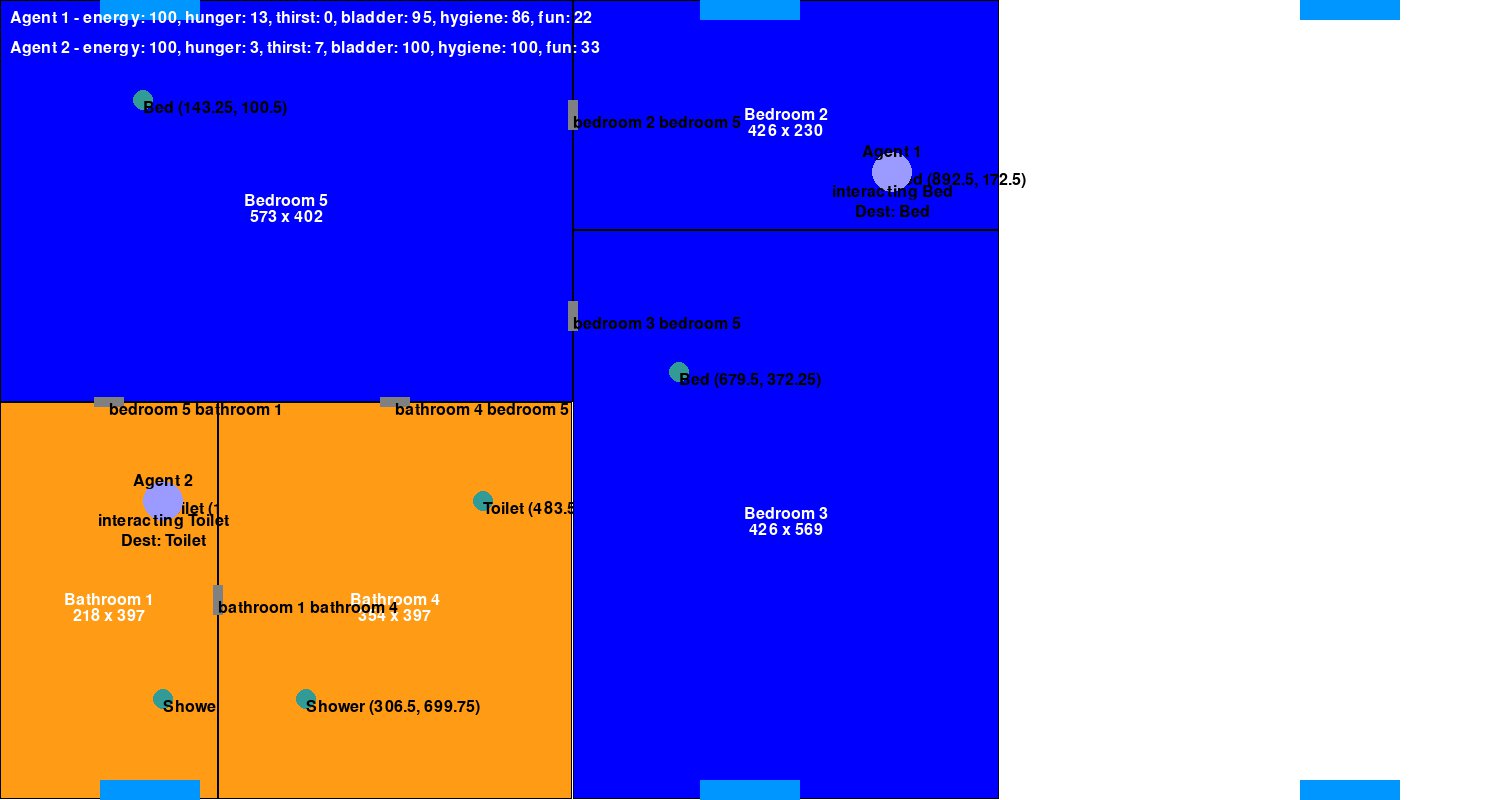 Agent 1 - energy: 100, hunger: 13, thirst: 0, bladder: 95, hygiene: 86, fun: 22
Agent 2 - energy: 100, hunger: 3, thirst: 7, bladder: 100, hygiene: 100, fun: 33
Bed (143.25, 100.5)
bedroom 2 bedroom 5
Bedroom 2
426 x 230
Agent 1
ed (892.5, 172.5)
interacting Bed
Dest: Bed
Bedroom 5
573 x 402
bedroom 3 bedroom 5
Bed (679.5, 372.25)
bedroom 5 bathroom 1
bathroom 4 bedroom 5
Agent 2
ilet (1
interacting Toilet
Dest: Toilet
Toilet (483.5
Bedroom 3
426 x 569
Bathroom 1
218 x 397
bathroom 1 bathroom 4
Bathroom 4
354 x 397
Showe
Shower (306.5, 699.75)